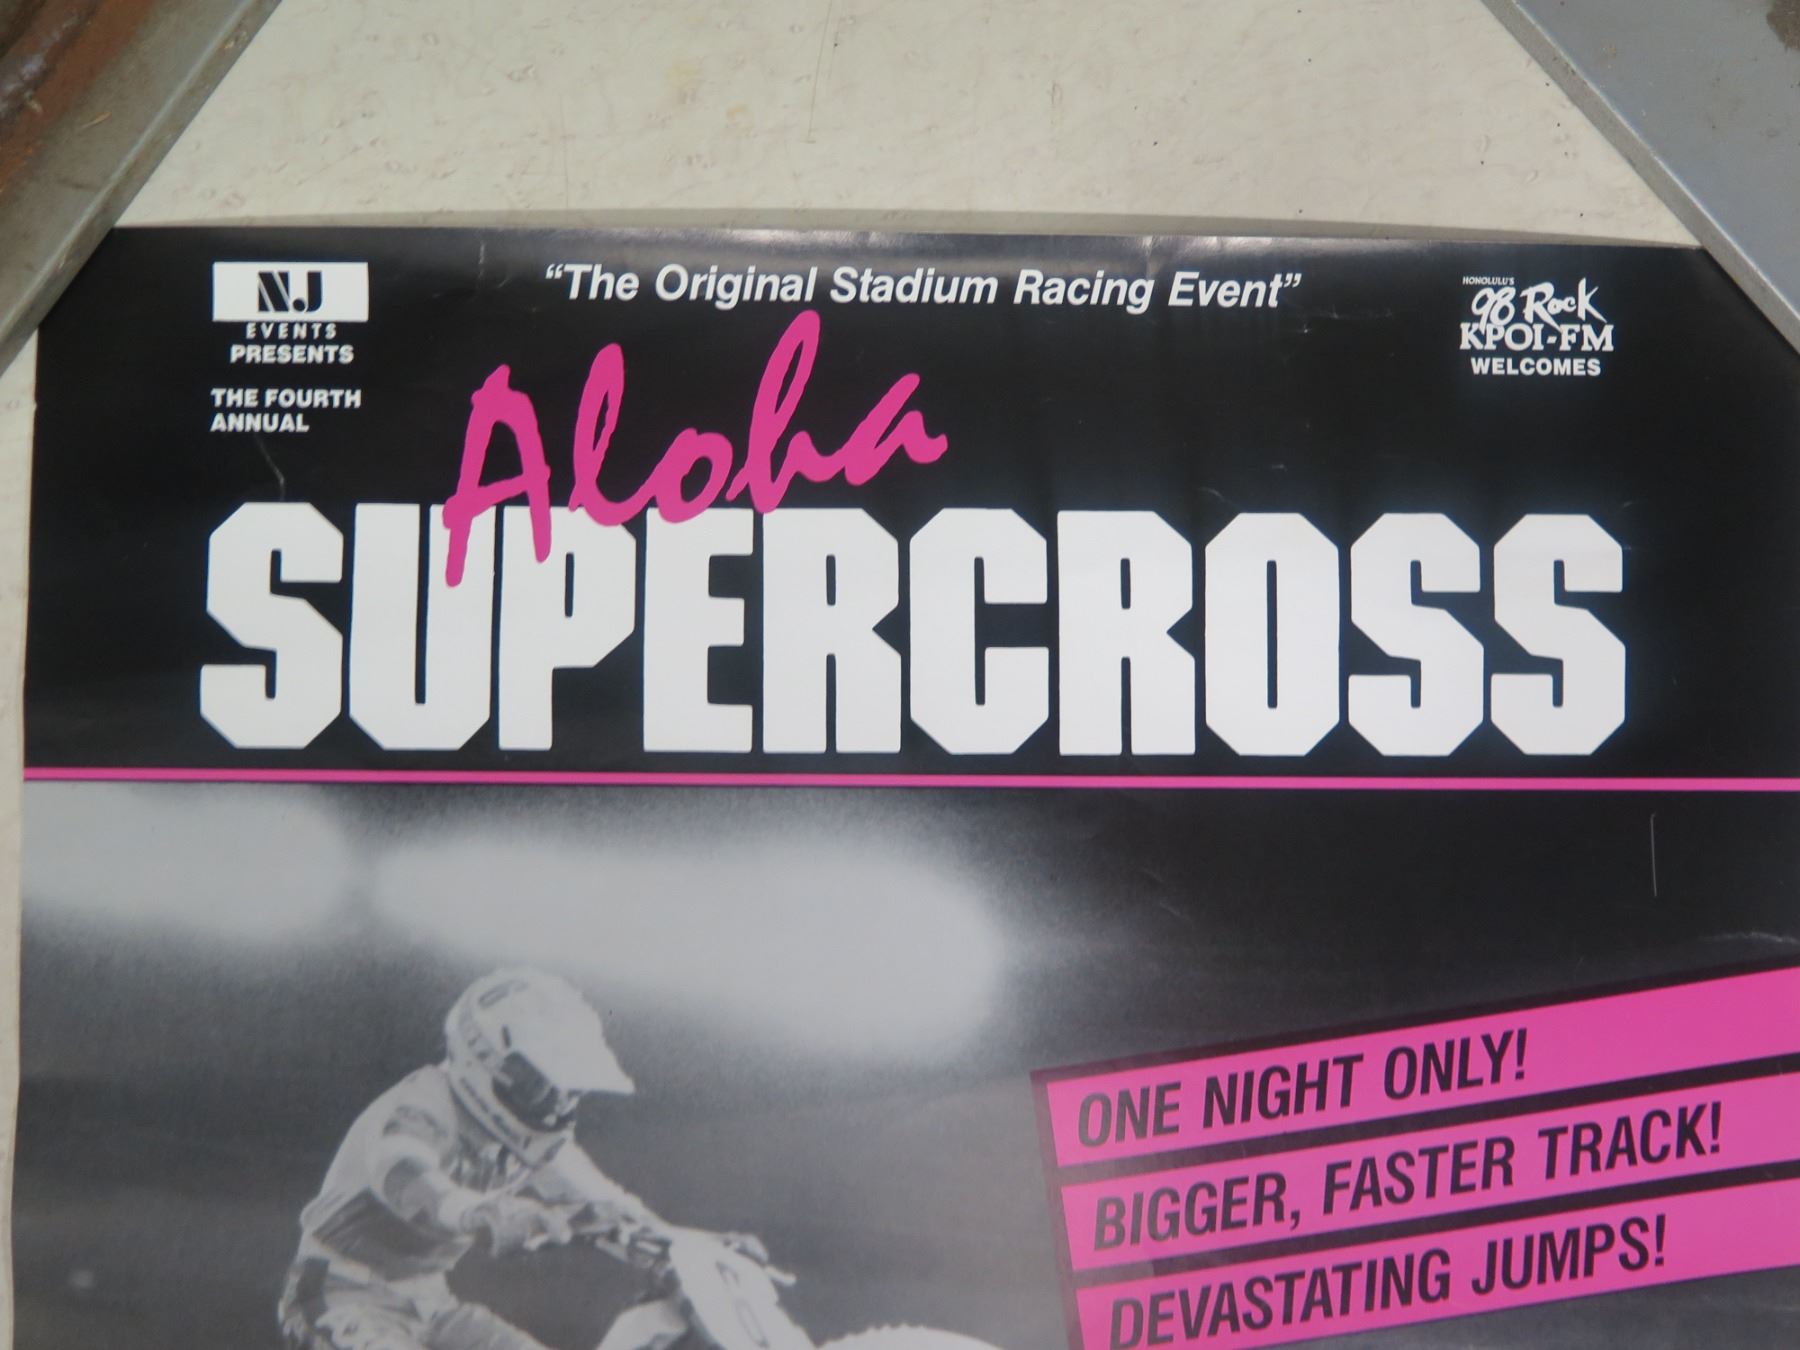 NJ
EVENTS
PRESENTS
THE FOURTH
ANNUAL
“The Original Stadium Racing Event”
HONOLULU'S
98 Rock
KPOI-FM
WELCOMES
Aloha
SUPERCROSS
ONE NIGHT ONLY!
BIGGER, FASTER TRACK!
DEVASTATING JUMPS!